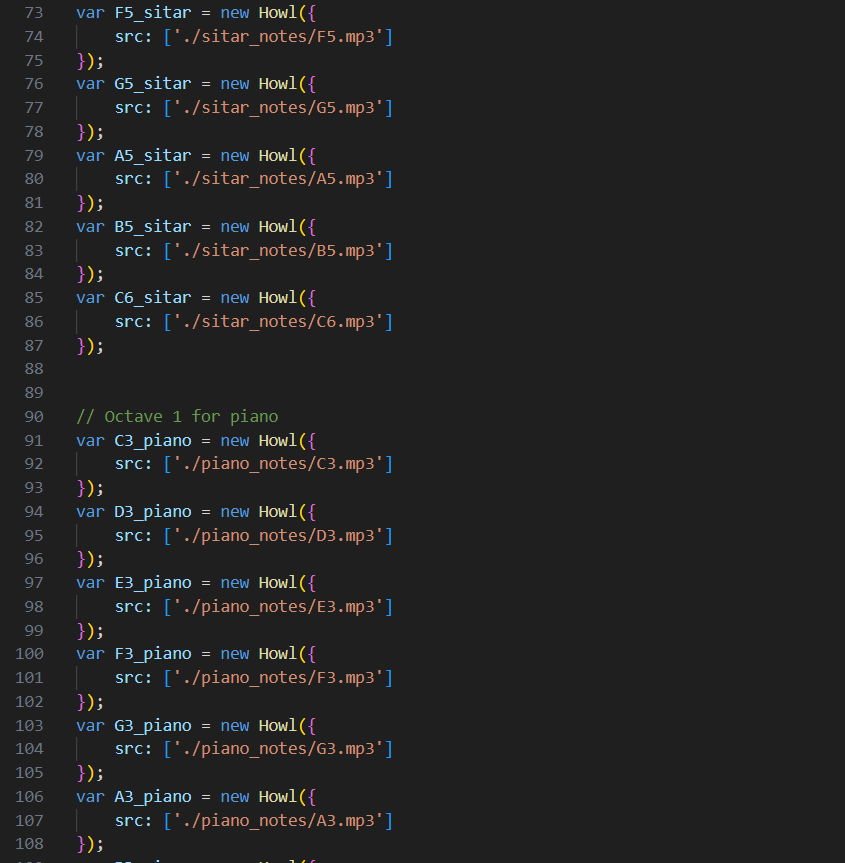 73 var F5_sitar = new Howl({
74     src: ['./sitar_notes/F5.mp3']
75 });
76 var G5_sitar = new Howl({
77     src: ['./sitar_notes/G5.mp3']
78 });
79 var A5_sitar = new Howl({
80     src: ['./sitar_notes/A5.mp3']
81 });
82 var B5_sitar = new Howl({
83     src: ['./sitar_notes/B5.mp3']
84 });
85 var C6_sitar = new Howl({
86     src: ['./sitar_notes/C6.mp3']
87 });
88
89
90 // Octave 1 for piano
91 var C3_piano = new Howl({
92     src: ['./piano_notes/C3.mp3']
93 });
94 var D3_piano = new Howl({
95     src: ['./piano_notes/D3.mp3']
96 });
97 var E3_piano = new Howl({
98     src: ['./piano_notes/E3.mp3']
99 });
100 var F3_piano = new Howl({
101     src: ['./piano_notes/F3.mp3']
102 });
103 var G3_piano = new Howl({
104     src: ['./piano_notes/G3.mp3']
105 });
106 var A3_piano = new Howl({
107     src: ['./piano_notes/A3.mp3']
108 });